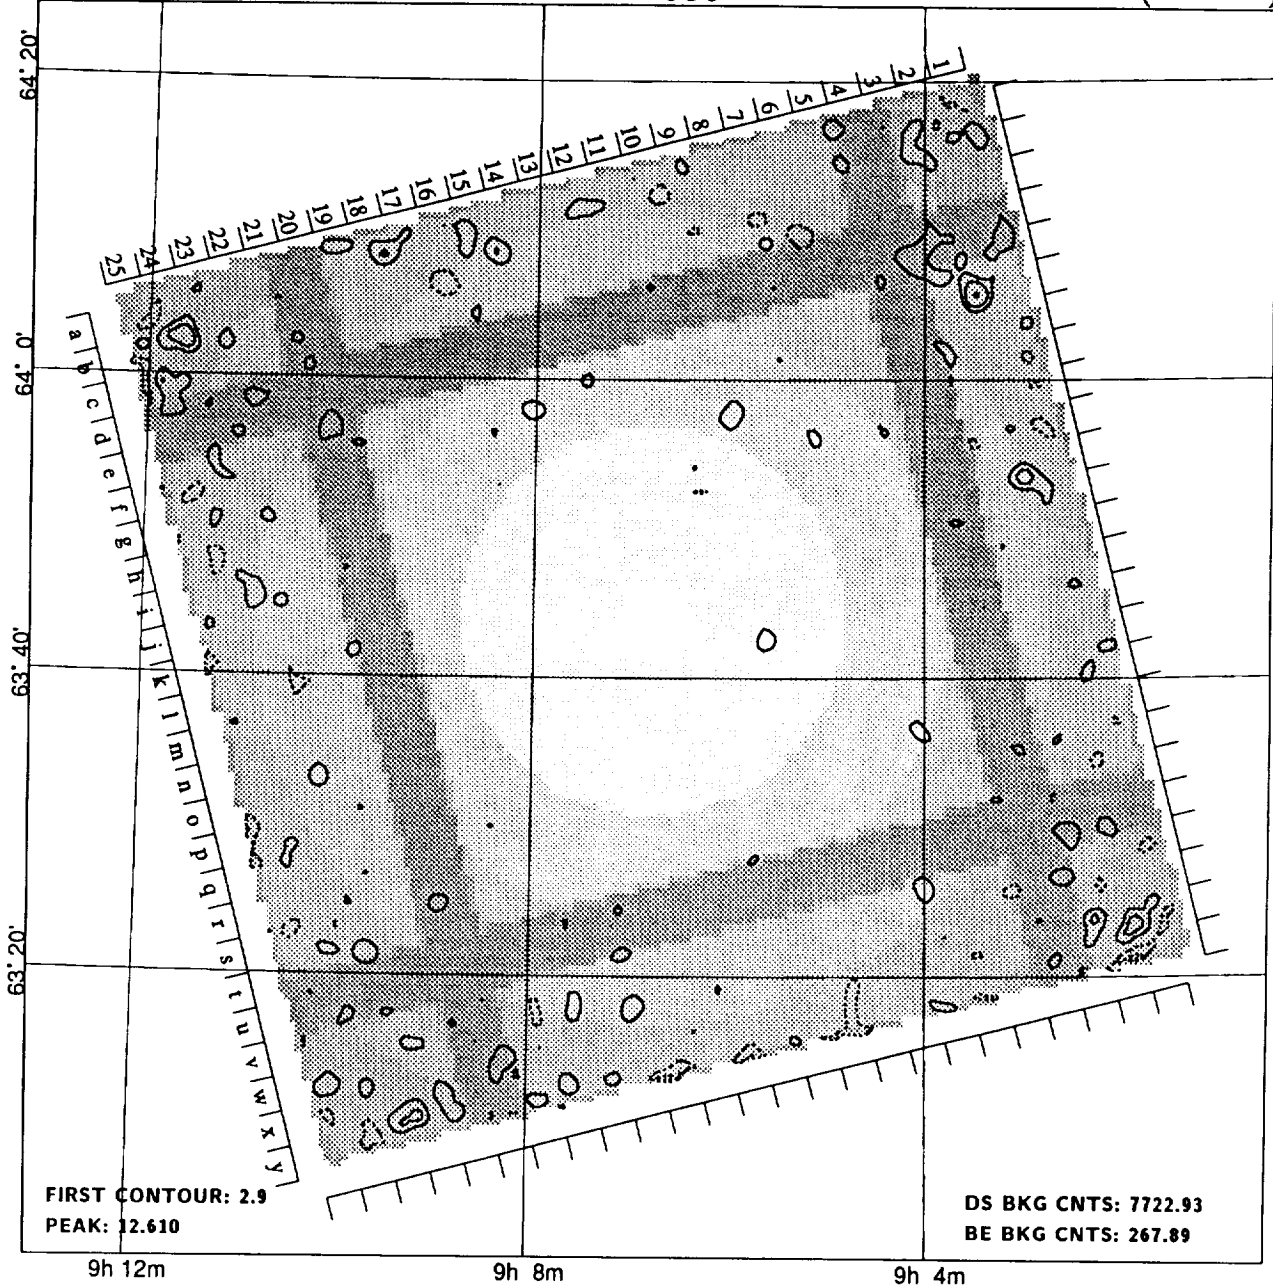 64° 20'
64° 0'
63° 40'
63° 20'
1 2 3 4 5 6 7 8 9 10 11 12 13 14 15 16 17 18 19 20 21 22 23 24 25
a b c d e f g h i j k l m n o p q r s t u v w x y
FIRST CONTOUR: 2.9
PEAK: 12.610
DS BKG CNTS: 7722.93
BE BKG CNTS: 267.89
9h 12m
9h 8m
9h 4m